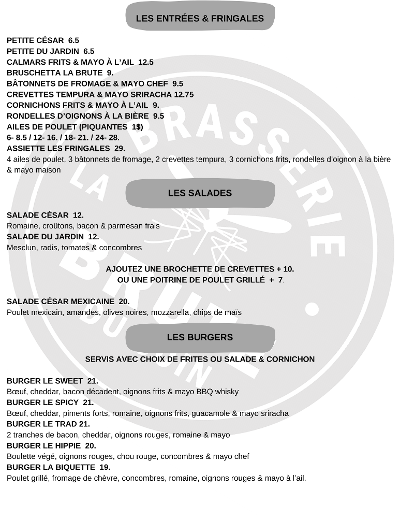 LES ENTRÉES & FRINGALES
PETITE CÉSAR 6.5
PETITE DU JARDIN 6.5
CALMARS FRITS & MAYO À L'AIL 12.5
BRUSCHETTA LA BRUTE 9.
BÂTONNETS DE FROMAGE & MAYO CHEF 9.5
CREVETTES TEMPURA & MAYO SRIRACHA 12.75
CORNICHONS FRITS & MAYO À L'AIL 9.
RONDELLES D'OIGNONS À LA BIÈRE 9.5
AILES DE POULET (PIQUANTES 1$)
6- 8.5 / 12- 16. / 18- 21. / 24- 28.
ASSIETTE LES FRINGALES 29.
4 ailes de poulet, 3 bâtonnets de fromage, 2 crevettes tempura, 3 cornichons frits, rondelles d'oignon à la bière
& mayo maison
LES SALADES
SALADE CÉSAR 12.
Romaine, croûtons, bacon & parmesan frais
SALADE DU JARDIN 12.
Mesclun, radis, tomates & concombres
AJOUTEZ UNE BROCHETTE DE CREVETTES + 10.
OU UNE POITRINE DE POULET GRILLÉ + 7.
SALADE CÉSAR MEXICAINE 20.
Poulet mexicain, amandes, olives noires, mozzarella, chips de maïs
LES BURGERS
SERVIS AVEC CHOIX DE FRITES OU SALADE & CORNICHON
BURGER LE SWEET 21.
Bœuf, cheddar, bacon décadent, oignons frits & mayo BBQ whisky
BURGER LE SPICY 21.
Bœuf, cheddar, piments forts, romaine, oignons frits, guacamole & mayo sriracha
BURGER LE TRAD 21.
2 tranches de bacon, cheddar, oignons rouges, romaine & mayo
BURGER LE HIPPIE 20.
Boulette végé, oignons rouges, chou rouge, concombres & mayo chef
BURGER LA BIQUETTE 19.
Poulet grillé, fromage de chèvre, concombres, romaine, oignons rouges & mayo à l'ail.
LA BRASSERIE